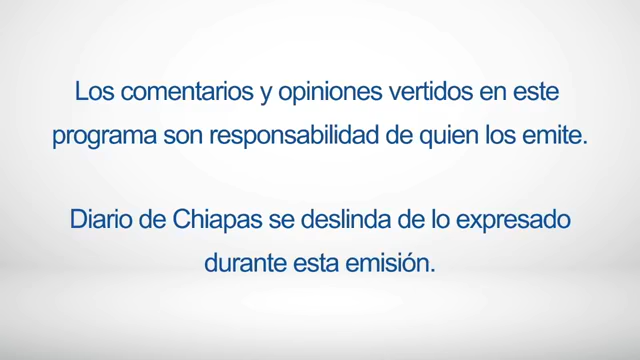 Los comentarios y opiniones vertidos en este
programa son responsabilidad de quien los emite.
Diario de Chiapas se deslinda de lo expresado
durante esta emisión.